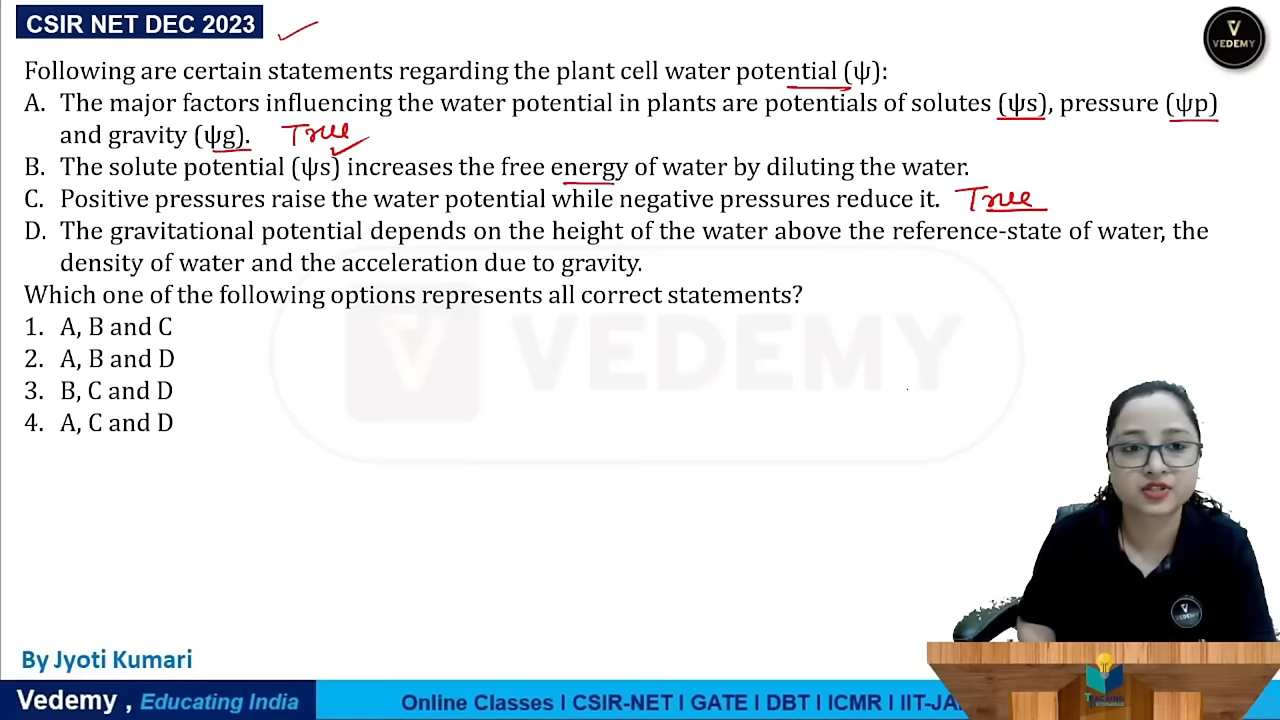 CSIR NET DEC 2023
VEDEMY
Following are certain statements regarding the plant cell water potential (ψ):
A. The major factors influencing the water potential in plants are potentials of solutes (ψs), pressure (ψp)
and gravity (ψg). True
B. The solute potential (ψs) increases the free energy of water by diluting the water.
C. Positive pressures raise the water potential while negative pressures reduce it. True
D. The gravitational potential depends on the height of the water above the reference-state of water, the
density of water and the acceleration due to gravity.
Which one of the following options represents all correct statements?
1. A, B and C
2. A, B and D
3. B, C and D
4. A, C and D
VEDEMY
By Jyoti Kumari
Vedemy , Educating India
Online Classes I CSIR-NET I GATE I DBT I ICMR I IIT-JA